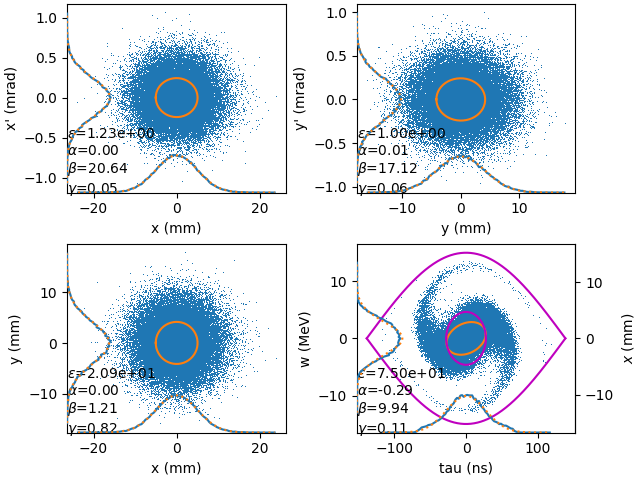 1.0
0.5
0.0
−0.5
−1.0
x' (mrad)
ε=1.23e+00
α=0.00
β=20.64
γ=0.05
−20
0
20
x (mm)
1.0
0.5
0.0
−0.5
−1.0
y' (mrad)
ε=1.00e+00
α=0.01
β=17.12
γ=0.06
−10
0
10
y (mm)
10
0
−10
y (mm)
ε=2.09e+01
α=0.00
β=1.21
γ=0.82
−20
0
20
x (mm)
10
0
−10
w (MeV)
ε=7.50e+01
α=-0.29
β=9.94
γ=0.11
−100
0
100
tau (ns)
10
0
−10
x (mm)